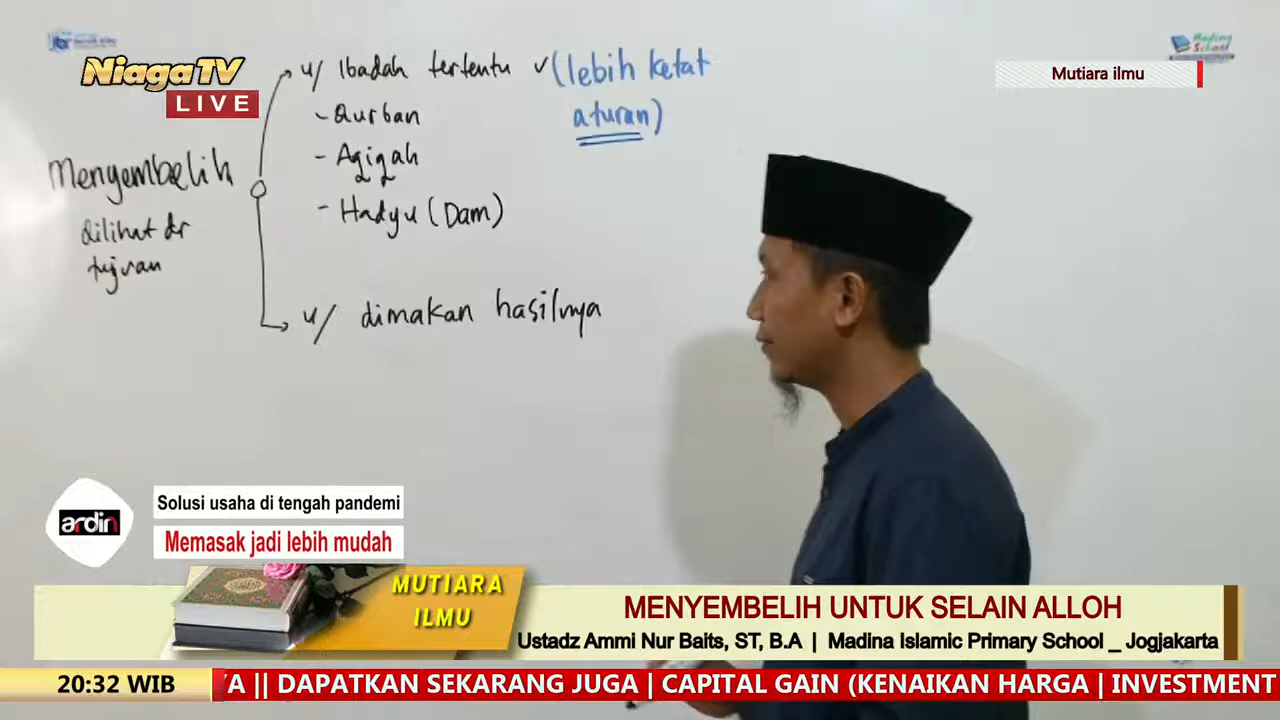 NiagaTV
LIVE
Mading
Mutiara ilmu
u/ Ibadah tertentu ✓ (lebih ketat
aturan)
- Qurban
- Aqiqah
- Hadyu (Dam)
Menyembelih
dilihat dr
tujuan
u/ dimakan hasilnya
ardin
Solusi usaha di tengah pandemi
Memasak jadi lebih mudah
MUTIARA
ILMU
MENYEMBELIH UNTUK SELAIN ALLOH
Ustadz Ammi Nur Baits, ST, B.A | Madina Islamic Primary School _ Jogjakarta
20:32 WIB
YA || DAPATKAN SEKARANG JUGA | CAPITAL GAIN (KENAIKAN HARGA | INVESTMENT